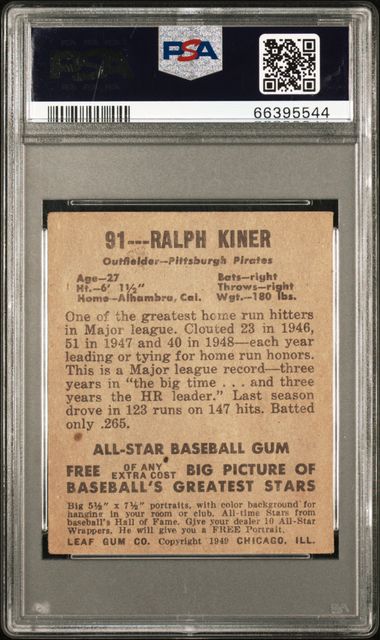 PSA
PSA
66395544
91---RALPH KINER
Outfielder—Pittsburgh Pirates
Age—27 Bats—right
Ht.—6' 1½" Throws—right
Home—Alhambra, Cal. Wgt.—180 lbs.
One of the greatest home run hitters
in Major league. Clouted 23 in 1946,
51 in 1947 and 40 in 1948—each year
leading or tying for home run honors.
This is a Major league record—three
years in "the big time . . . and three
years the HR leader." Last season
drove in 123 runs on 147 hits. Batted
only .265.
ALL-STAR BASEBALL GUM
FREE OF ANY EXTRA COST BIG PICTURE OF
BASEBALL'S GREATEST STARS
Big 5½" x 7½" portraits, with color background for
hanging in your room or club. All-time Stars from
baseball's Hall of Fame. Give your dealer 10 All-Star
Wrappers. He will give you a FREE Portrait.
LEAF GUM CO. Copyright 1949 CHICAGO, ILL.